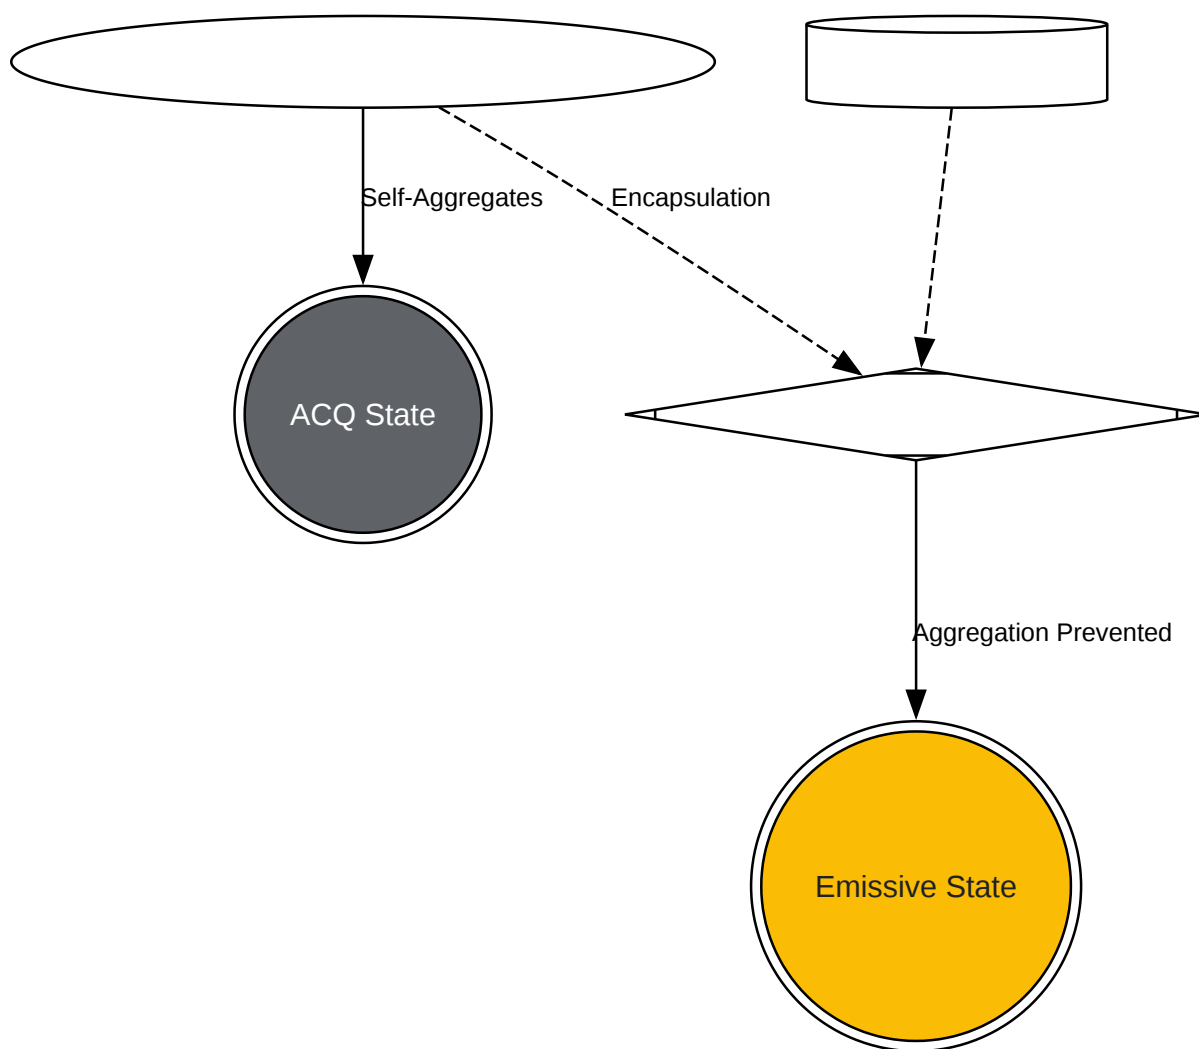 Self-Aggregates
Encapsulation
ACQ State
Aggregation Prevented
Emissive State